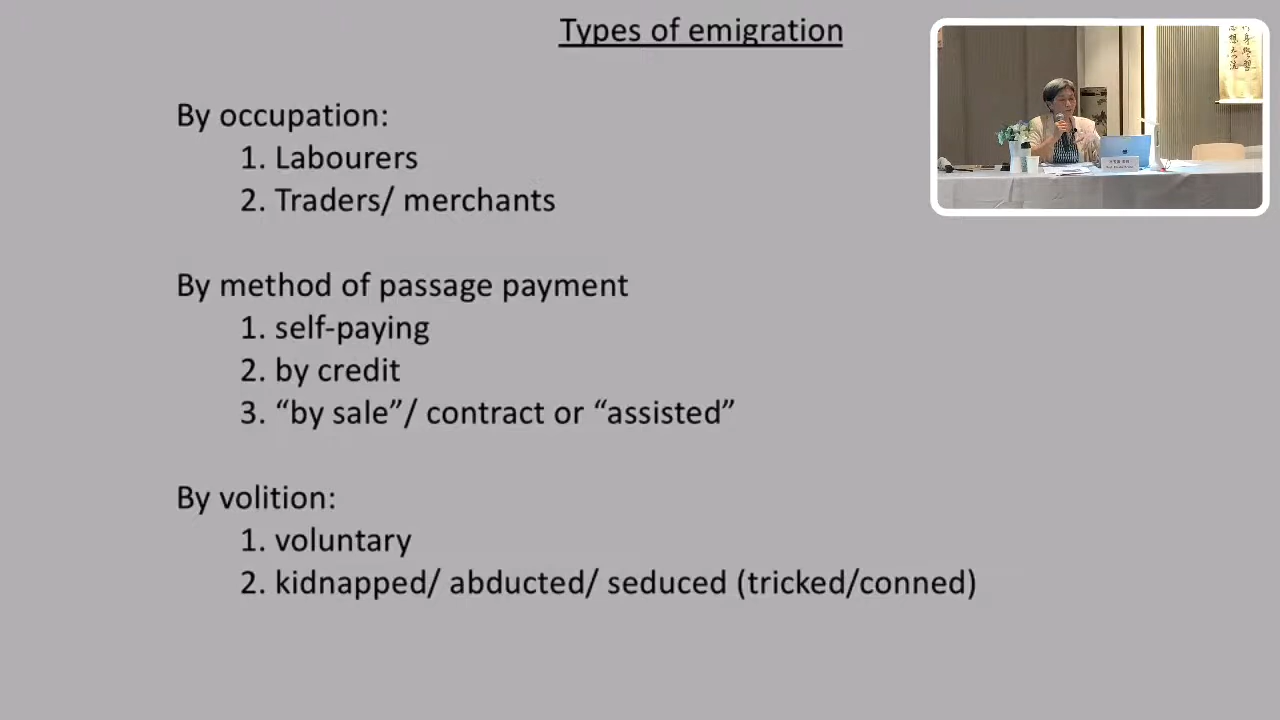 Types of emigration
By occupation:
1. Labourers
2. Traders/ merchants
By method of passage payment
1. self-paying
2. by credit
3. “by sale”/ contract or “assisted”
By volition:
1. voluntary
2. kidnapped/ abducted/ seduced (tricked/conned)